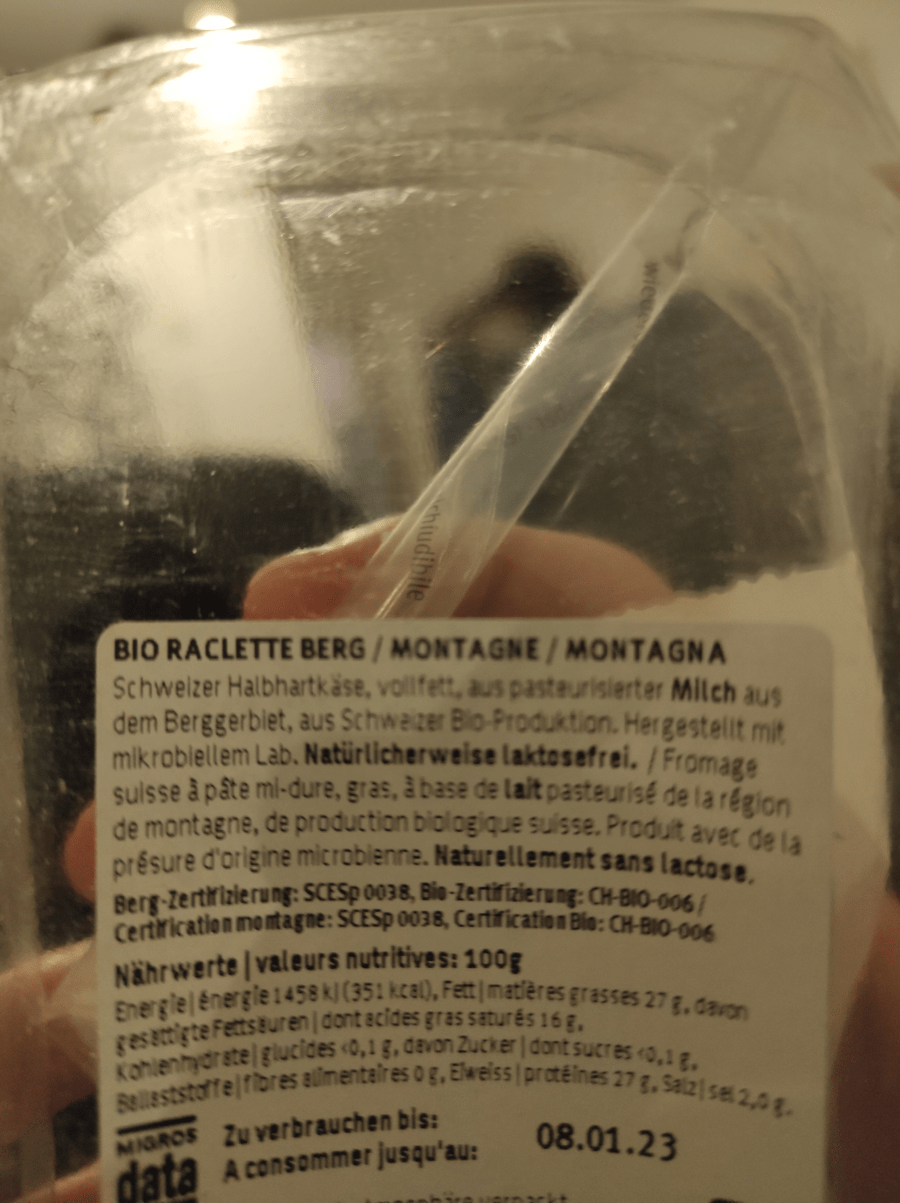 chiudibile
BIO RACLETTE BERG / MONTAGNE / MONTAGNA
Schweizer Halbhartkäse, vollfett, aus pasteurisierter Milch aus
dem Berggerbiet, aus Schweizer Bio-Produktion. Hergestellt mit
mikrobiellem Lab. Natürlicherweise laktosefrei. / Fromage
suisse à pâte mi-dure, gras, à base de lait pasteurisé de la région
de montagne, de production biologique suisse. Produit avec de la
présure d'origine microbienne. Naturellement sans lactose.
Berg-Zertifizierung: SCESp 0038, Bio-Zertifizierung: CH-BIO-006 /
Certification montagne: SCESp 0038, Certification Bio: CH-BIO-006
Nährwerte | valeurs nutritives: 100g
Energie | énergie 1458 kJ (351 kcal), Fett | matières grasses 27 g, davon
gesättigte Fettsäuren | dont acides gras saturés 16 g,
Kohlenhydrate | glucides <0,1 g, davon Zucker | dont sucres <0,1 g,
Ballaststoffe | fibres alimentaires 0 g, Eiweiss | protéines 27 g, Salz | sel 2,0 g.
MIGROS
data
Zu verbrauchen bis:
A consommer jusqu'au:
08.01.23